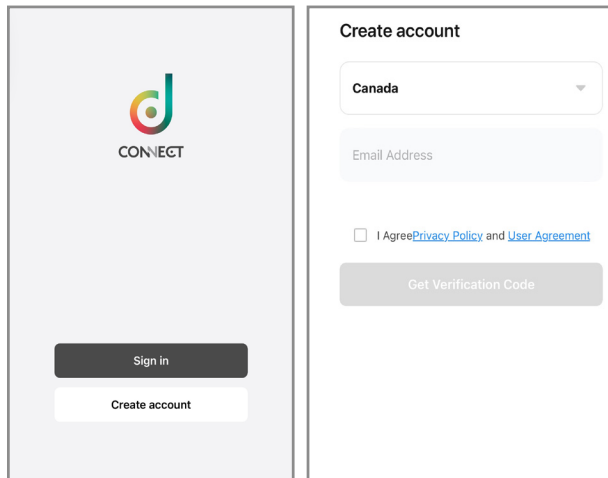 d
CONNECT
Sign in
Create account
Create account
Canada
Email Address
I AgreePrivacy Policy and User Agreement
Get Verification Code